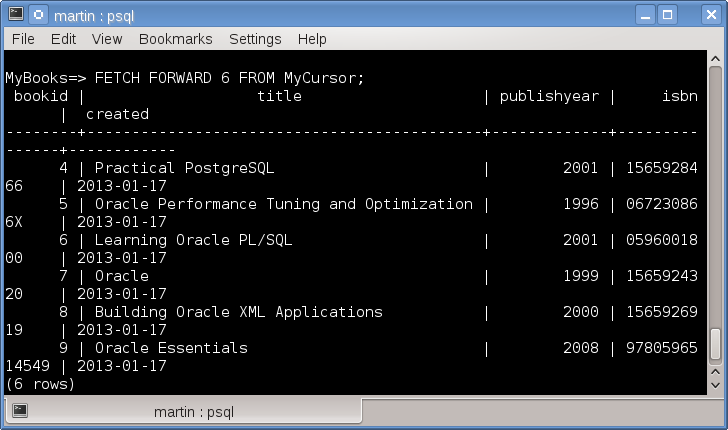 martin : psql
File Edit View Bookmarks Settings Help
MyBooks=> FETCH FORWARD 6 FROM MyCursor;
 bookid |                   title                    | publishyear |     isbn
      |  created
--------+--------------------------------------------+-------------+---------
------+------------
      4 | Practical PostgreSQL                       |        2001 | 15659284
66    | 2013-01-17
      5 | Oracle Performance Tuning and Optimization |        1996 | 06723086
6X    | 2013-01-17
      6 | Learning Oracle PL/SQL                     |        2001 | 05960018
00    | 2013-01-17
      7 | Oracle                                     |        1999 | 15659243
20    | 2013-01-17
      8 | Building Oracle XML Applications           |        2000 | 15659269
19    | 2013-01-17
      9 | Oracle Essentials                          |        2008 | 97805965
14549 | 2013-01-17
(6 rows)
martin : psql